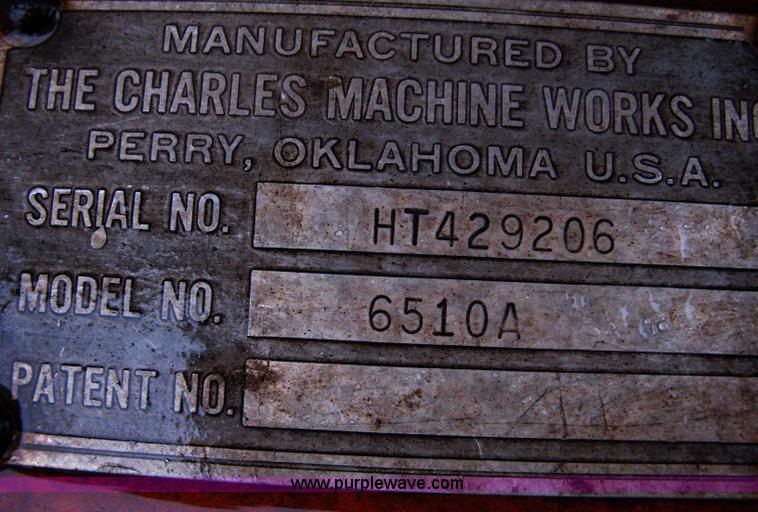 MANUFACTURED BY
THE CHARLES MACHINE WORKS INC
PERRY, OKLAHOMA U.S.A.
SERIAL NO. HT429206
MODEL NO. 6510A
PATENT NO.
www.purplewave.com